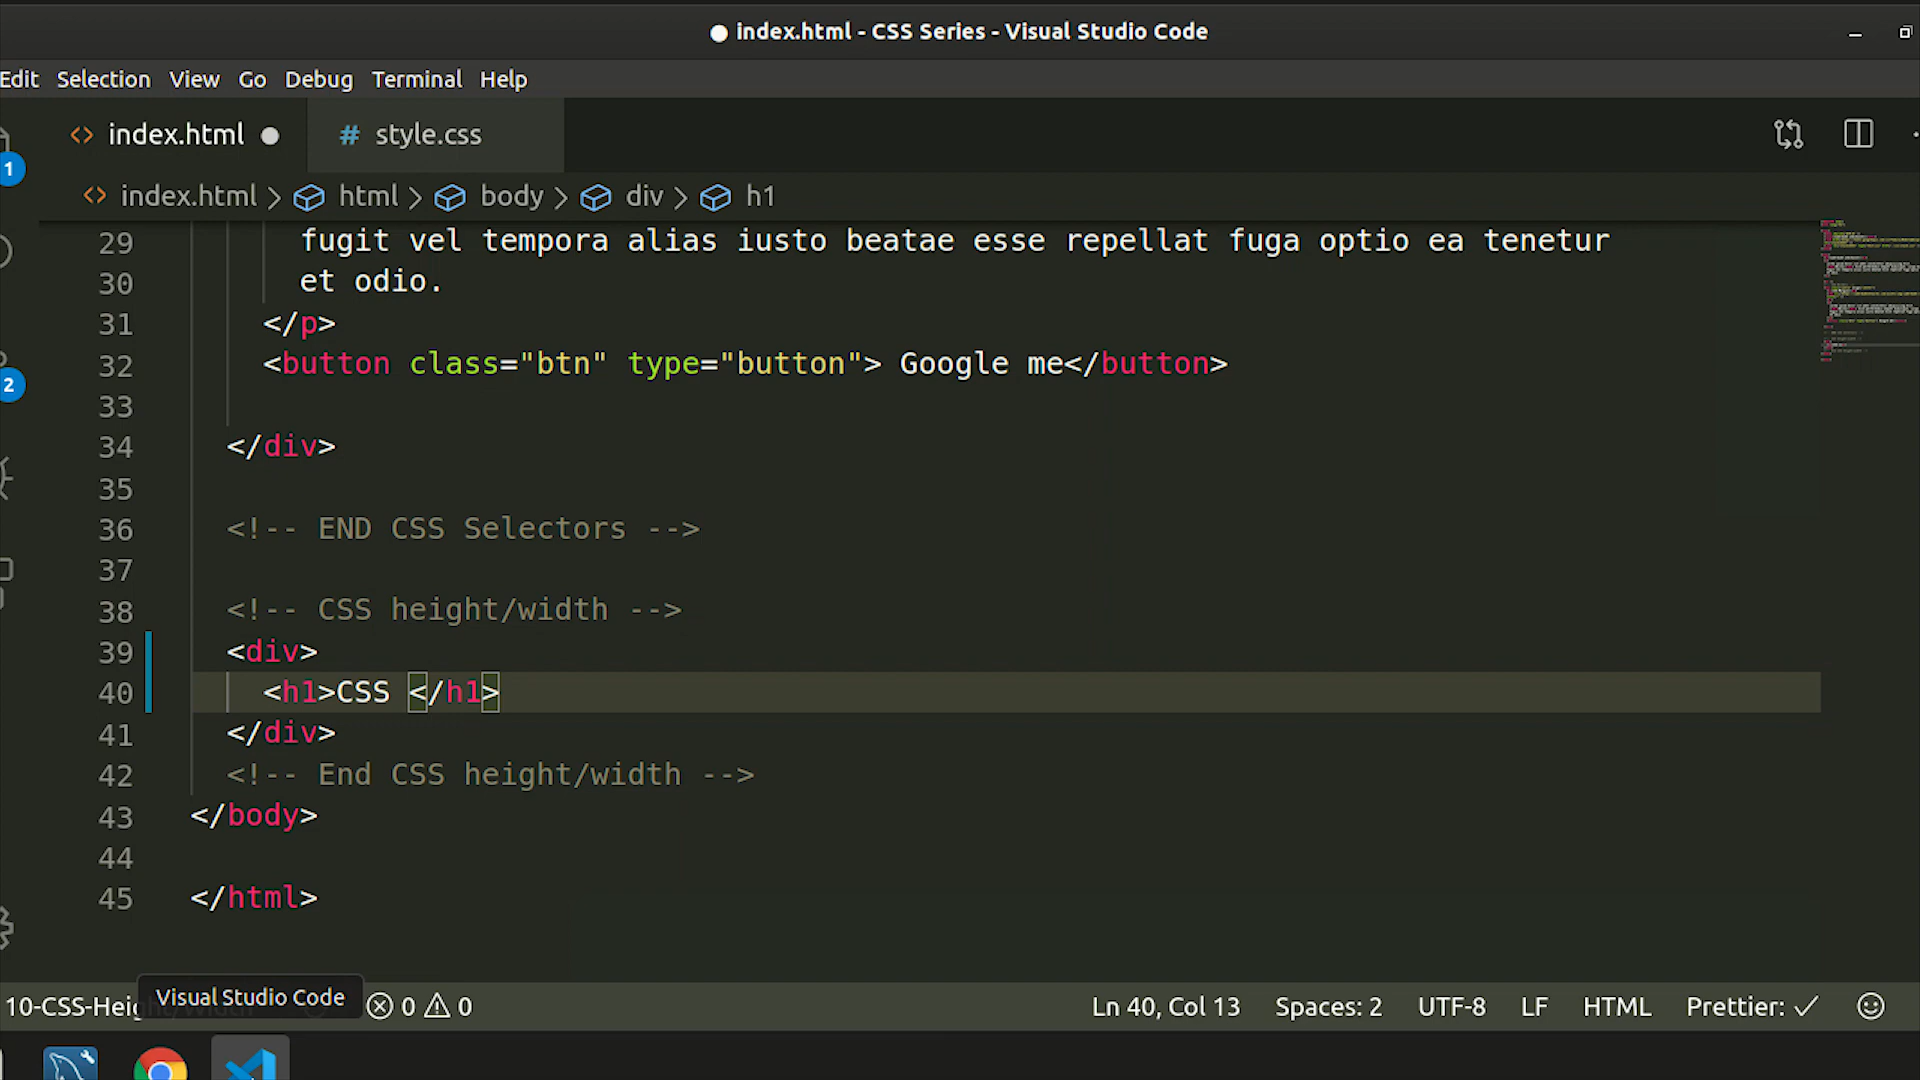 index.html - CSS Series - Visual Studio Code
Edit Selection View Go Debug Terminal Help
index.html style.css
1
index.html > html > body > div > h1
29 fugit vel tempora alias iusto beatae esse repellat fuga optio ea tenetur
30 et odio.
31 </p>
32 <button class="btn" type="button"> Google me</button>
2
33
34 </div>
35
36 <!-- END CSS Selectors -->
37
38 <!-- CSS height/width -->
39 <div>
40 <h1>CSS </h1>
41 </div>
42 <!-- End CSS height/width -->
43 </body>
44
45 </html>
Visual Studio Code
10-CSS-Heig 0 0 Ln 40, Col 13 Spaces: 2 UTF-8 LF HTML Prettier: ✓